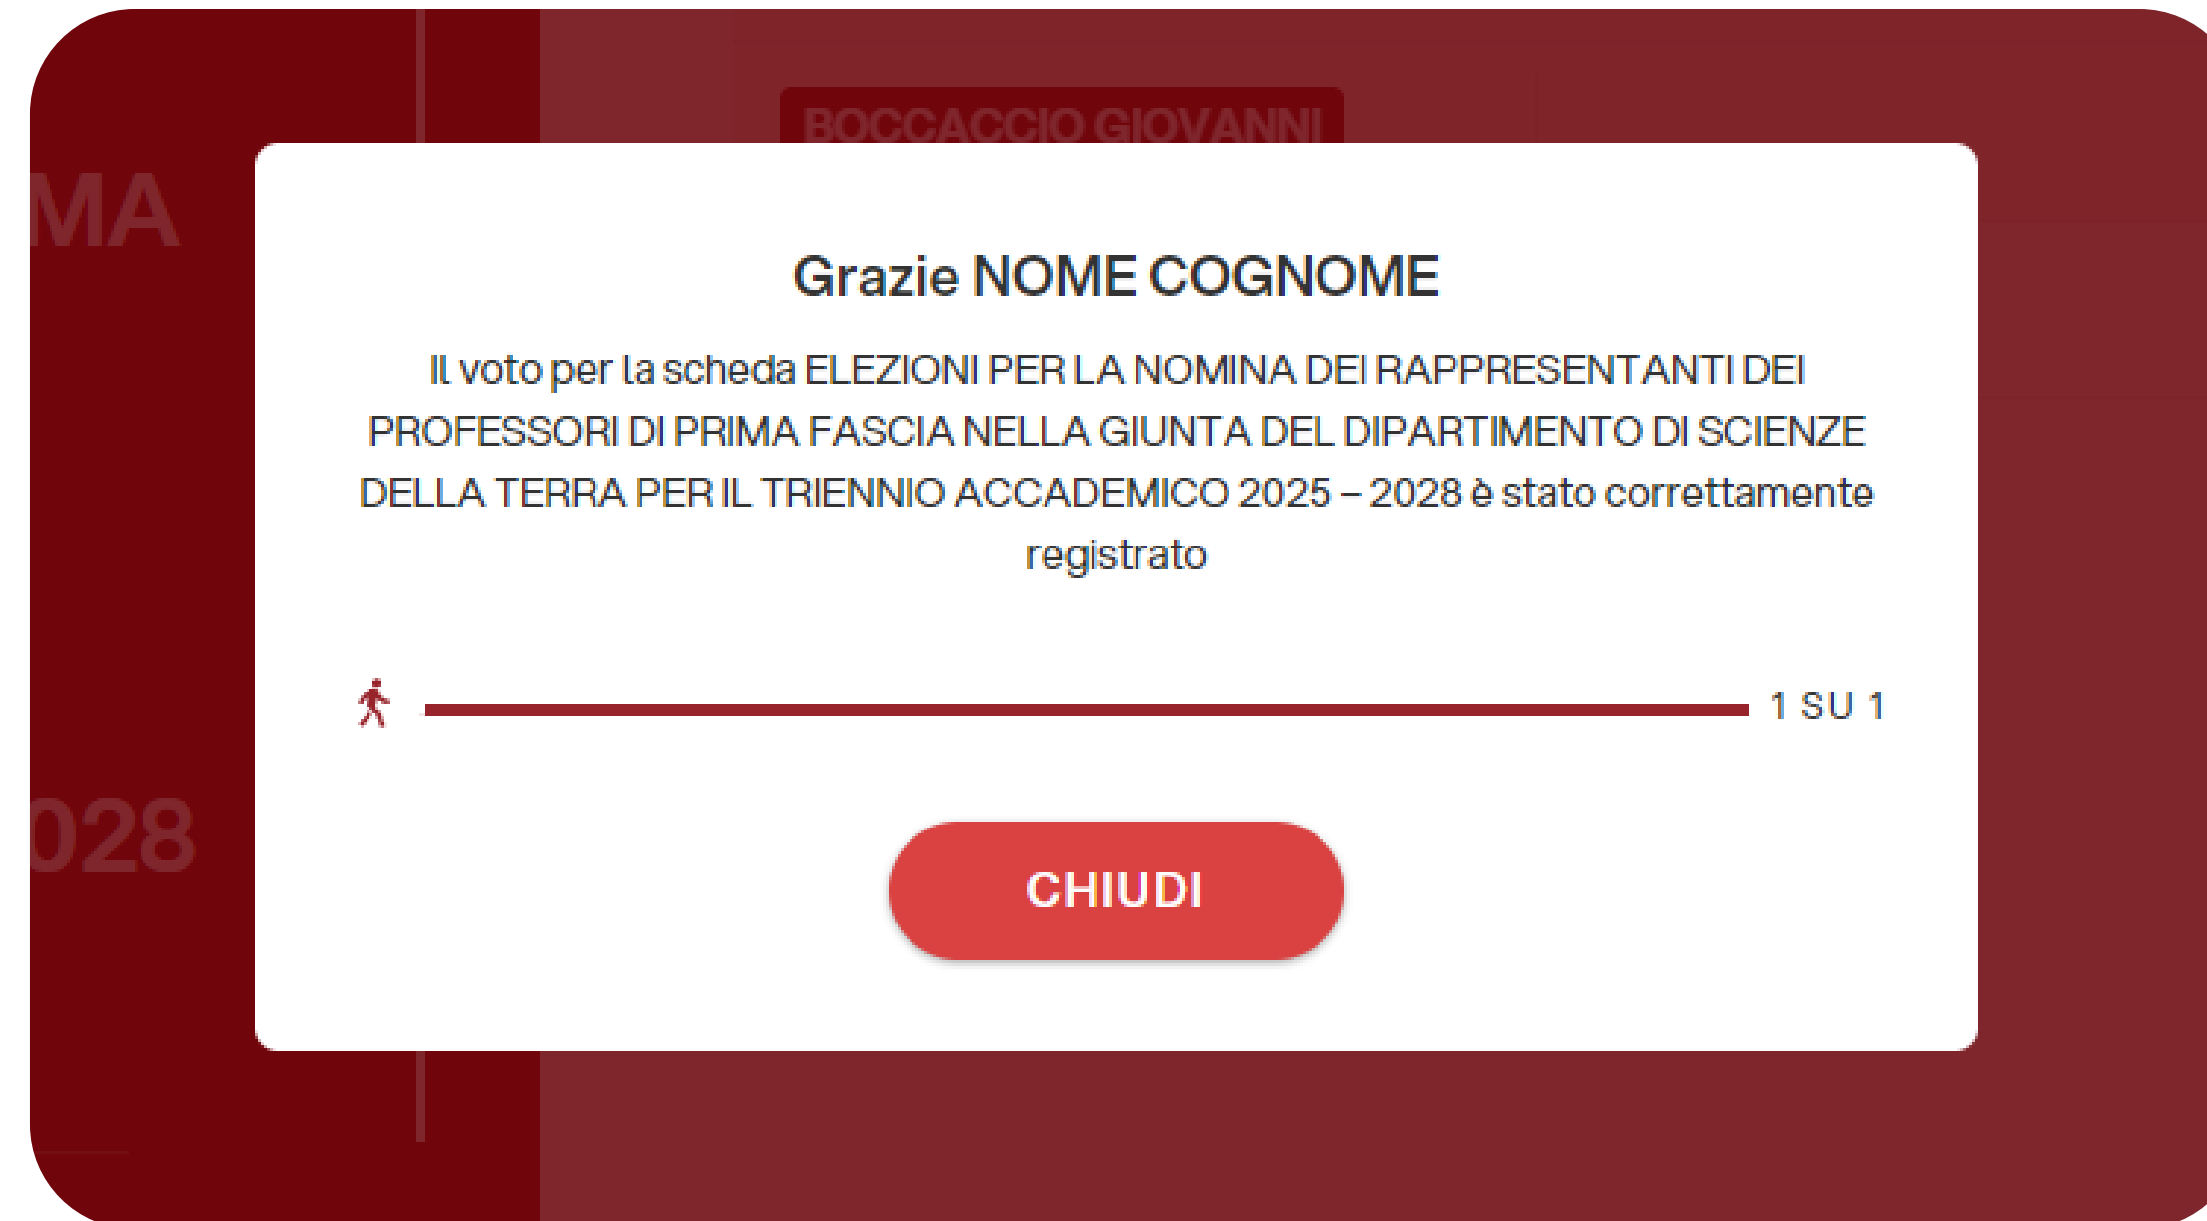 BOCCACCIO GIOVANNI
MA
Grazie NOME COGNOME
Il voto per la scheda ELEZIONI PER LA NOMINA DEI RAPPRESENTANTI DEI
PROFESSORI DI PRIMA FASCIA NELLA GIUNTA DEL DIPARTIMENTO DI SCIENZE
DELLA TERRA PER IL TRIENNIO ACCADEMICO 2025 – 2028 è stato correttamente
registrato
1 SU 1
028
CHIUDI